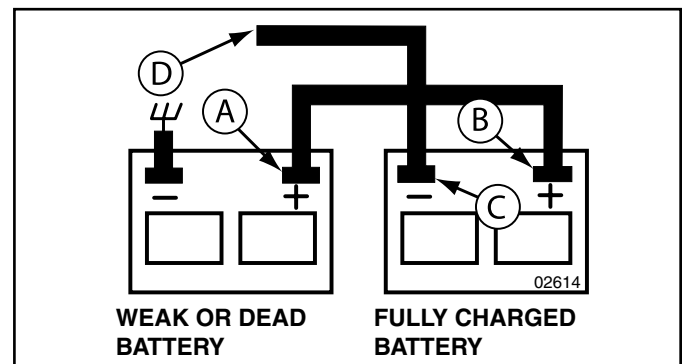 D
A
B
C
− + − +
02614
WEAK OR DEAD
BATTERY
FULLY CHARGED
BATTERY